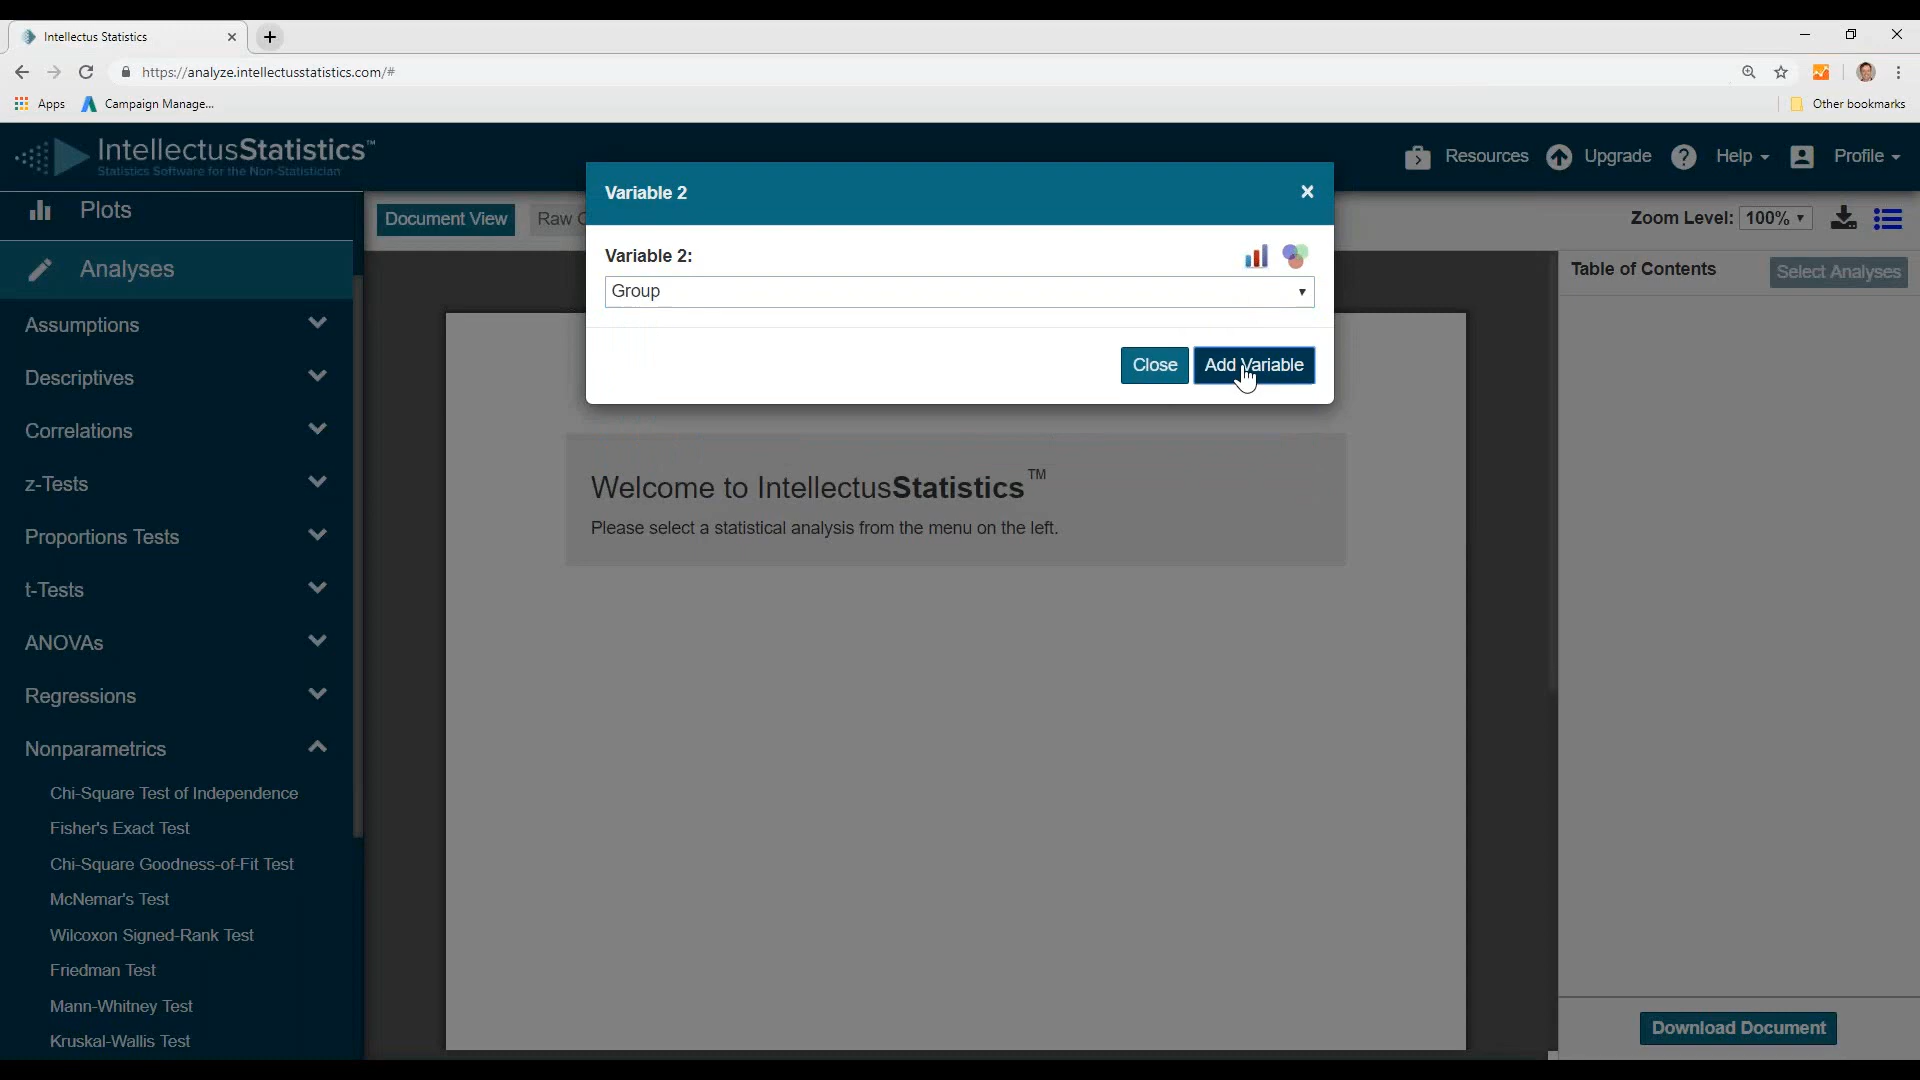 Intellectus Statistics
https://analyze.intellectusstatistics.com/#
Apps
Campaign Manage...
Other bookmarks
IntellectusStatistics™
Statistics Software for the Non-Statistician
Resources
Upgrade
Help
Profile
Plots
Analyses
Assumptions
Descriptives
Correlations
z-Tests
Proportions Tests
t-Tests
ANOVAs
Regressions
Nonparametrics
Chi-Square Test of Independence
Fisher's Exact Test
Chi-Square Goodness-of-Fit Test
McNemar's Test
Wilcoxon Signed-Rank Test
Friedman Test
Mann-Whitney Test
Kruskal-Wallis Test
Document View
Raw
Zoom Level: 100%
Variable 2
Variable 2:
Group
Close
Add Variable
Welcome to IntellectusStatistics™
Please select a statistical analysis from the menu on the left.
Table of Contents
Select Analyses
Download Document